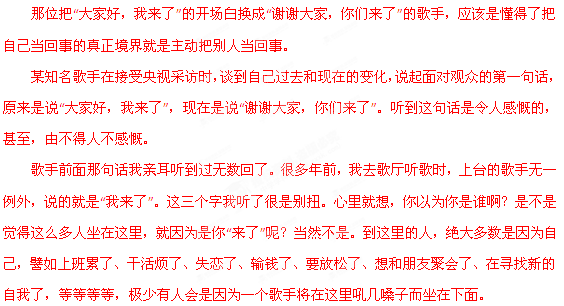 那位把“大家好，我来了”的开场白换成“谢谢大家，你们来了”的歌手，应该是懂得了把
自己当回事的真正境界就是主动把别人当回事。
某知名歌手在接受央视采访时，谈到自己过去和现在的变化，说起面对观众的第一句话，
原来是说“大家好，我来了”，现在是说“谢谢大家，你们来了”。听到这句话是令人感慨的，
甚至，由不得人不感慨。
歌手前面那句话我亲耳听到过无数回了。很多年前，我去歌厅听歌时，上台的歌手无一
例外，说的就是“我来了”。这三个字我听了很是别扭。心里就想，你以为你是谁啊？是不是
觉得这么多人坐在这里，就因为是你“来了”呢？当然不是。到这里的人，绝大多数是因为自
己，譬如上班累了、干活烦了、失恋了、输钱了、要放松了、想和朋友聚会了、在寻找新的
自我了，等等等等，极少有人会是因为一个歌手将在这里吼几嗓子而坐在下面。